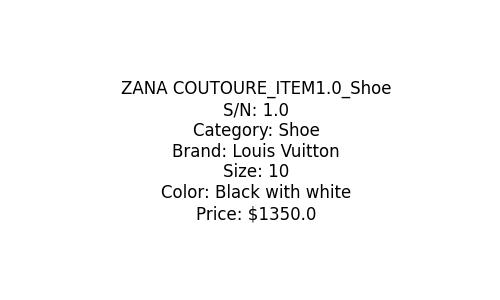 ZANA COUTOURE_ITEM1.0_Shoe
S/N: 1.0
Category: Shoe
Brand: Louis Vuitton
Size: 10
Color: Black with white
Price: $1350.0